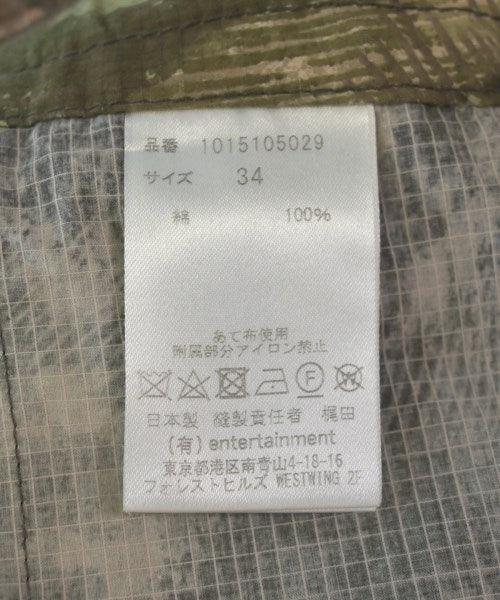 品番 1015105029
サイズ 34
綿 100%
あて布使用
附属部分アイロン禁止
日本製 縫製責任者 梶田
(有) entertainment
東京都港区南青山4-18-16
フォレストヒルズ WESTWING 2F